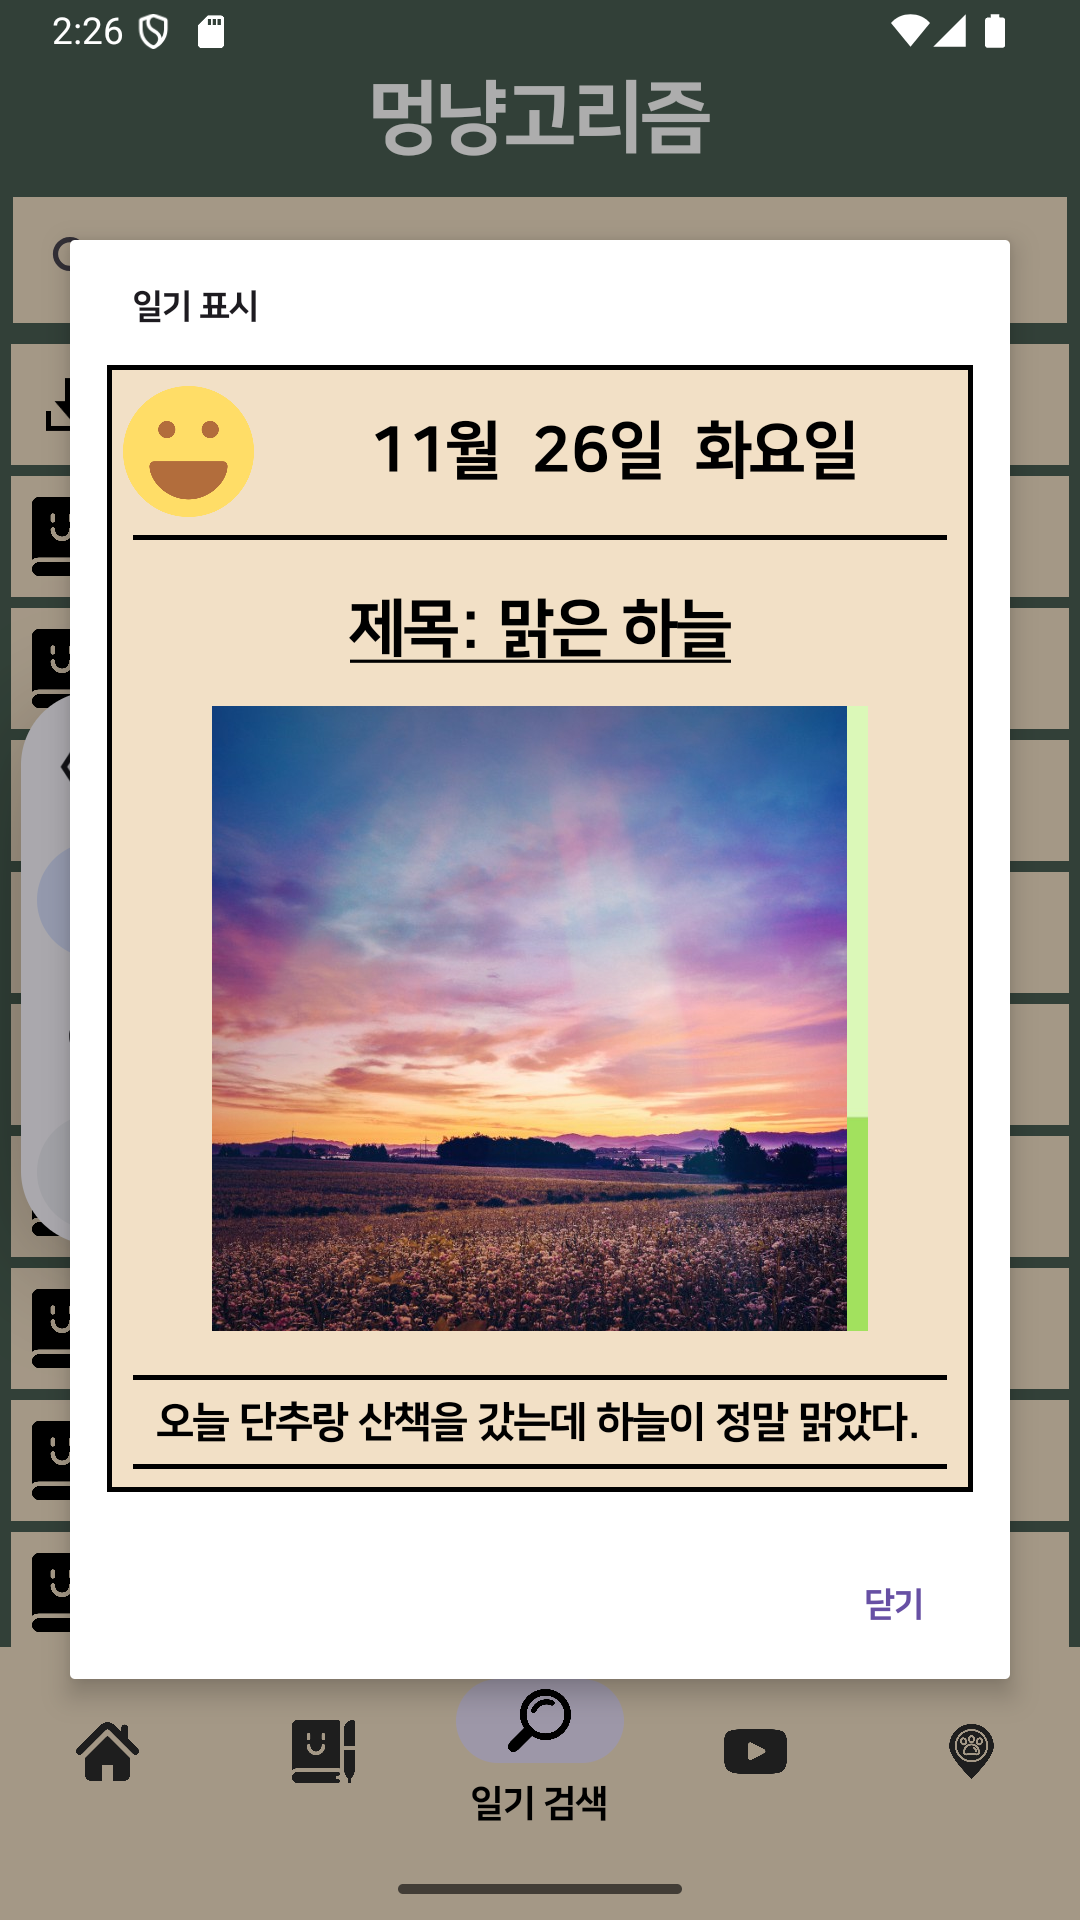 2:26
멍냥고리즘
일기 표시
11월 26일 화요일
제목: 맑은 하늘
오늘 단추랑 산책을 갔는데 하늘이 정말 맑았다.
닫기
일기 검색